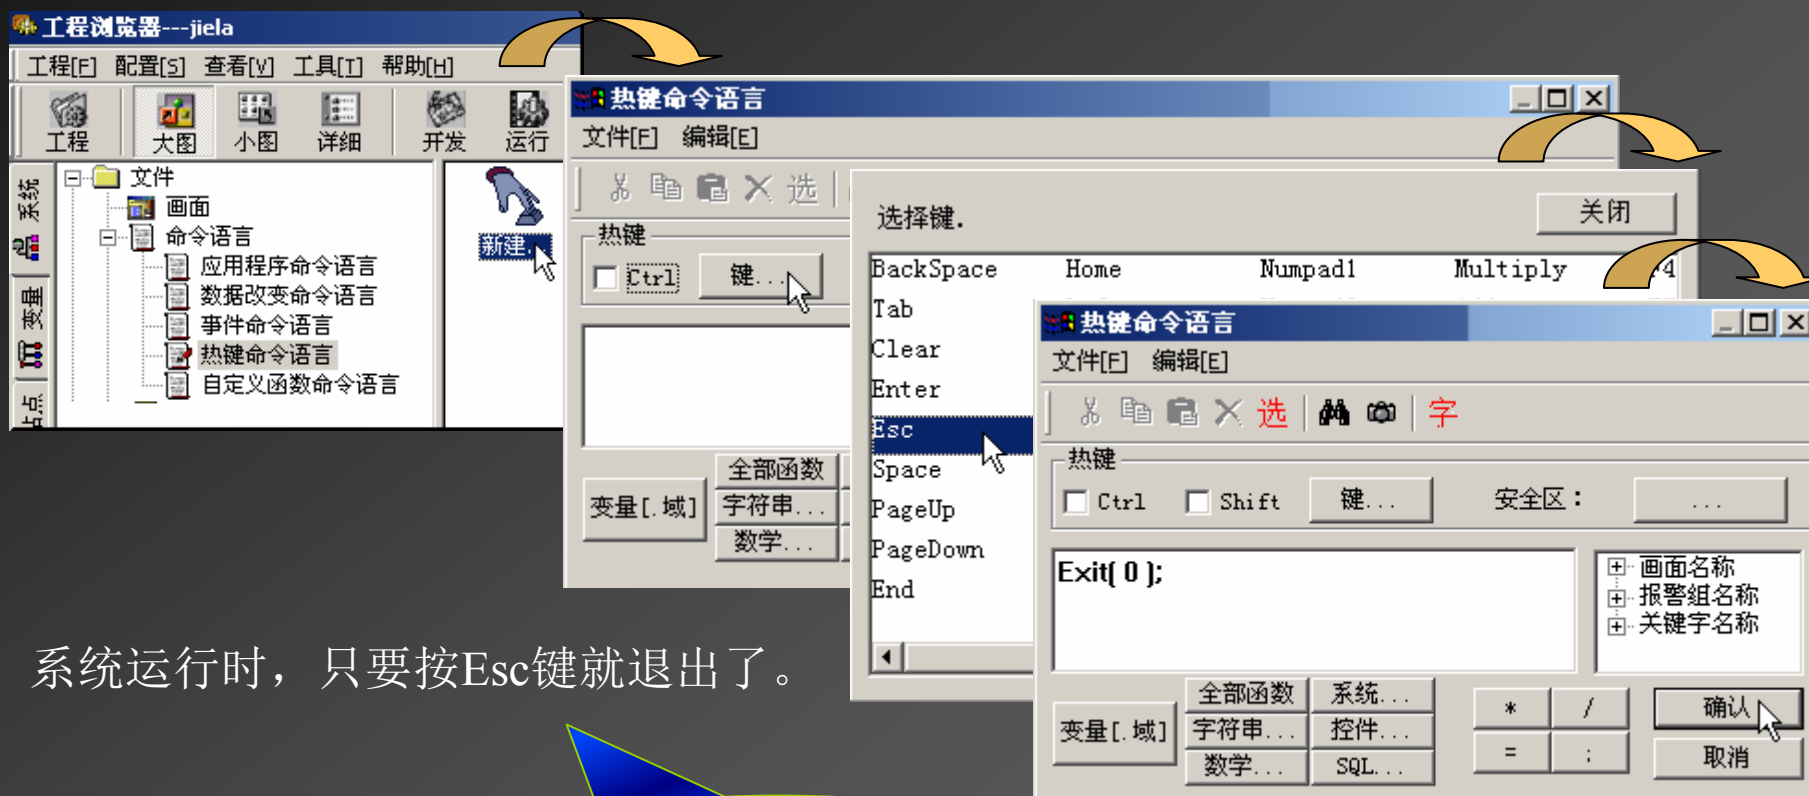 工程浏览器---jiela
工程[F] 配置[S] 查看[V] 工具[T] 帮助[H]
工程 大图 小图 详细 开发 运行
系统
变量
站点
文件
画面
命令语言
应用程序命令语言
数据改变命令语言
事件命令语言
热键命令语言
自定义函数命令语言
新建...
热键命令语言
文件[F] 编辑[E]
选
热键
Ctrl 键...
变量[.域]
全部函数
字符串...
数学...
选择键.
关闭
BackSpace Home Numpad1 Multiply F4
Tab
Clear
Enter
Esc
Space
PageUp
PageDown
End
热键命令语言
文件[F] 编辑[E]
选 字
热键
Ctrl Shift 键... 安全区： ...
Exit( 0 );
画面名称
报警组名称
关键字名称
变量[.域]
全部函数 系统...
字符串... 控件...
数学... SQL...
* /
= ;
确认
取消
系统运行时，只要按Esc键就退出了。